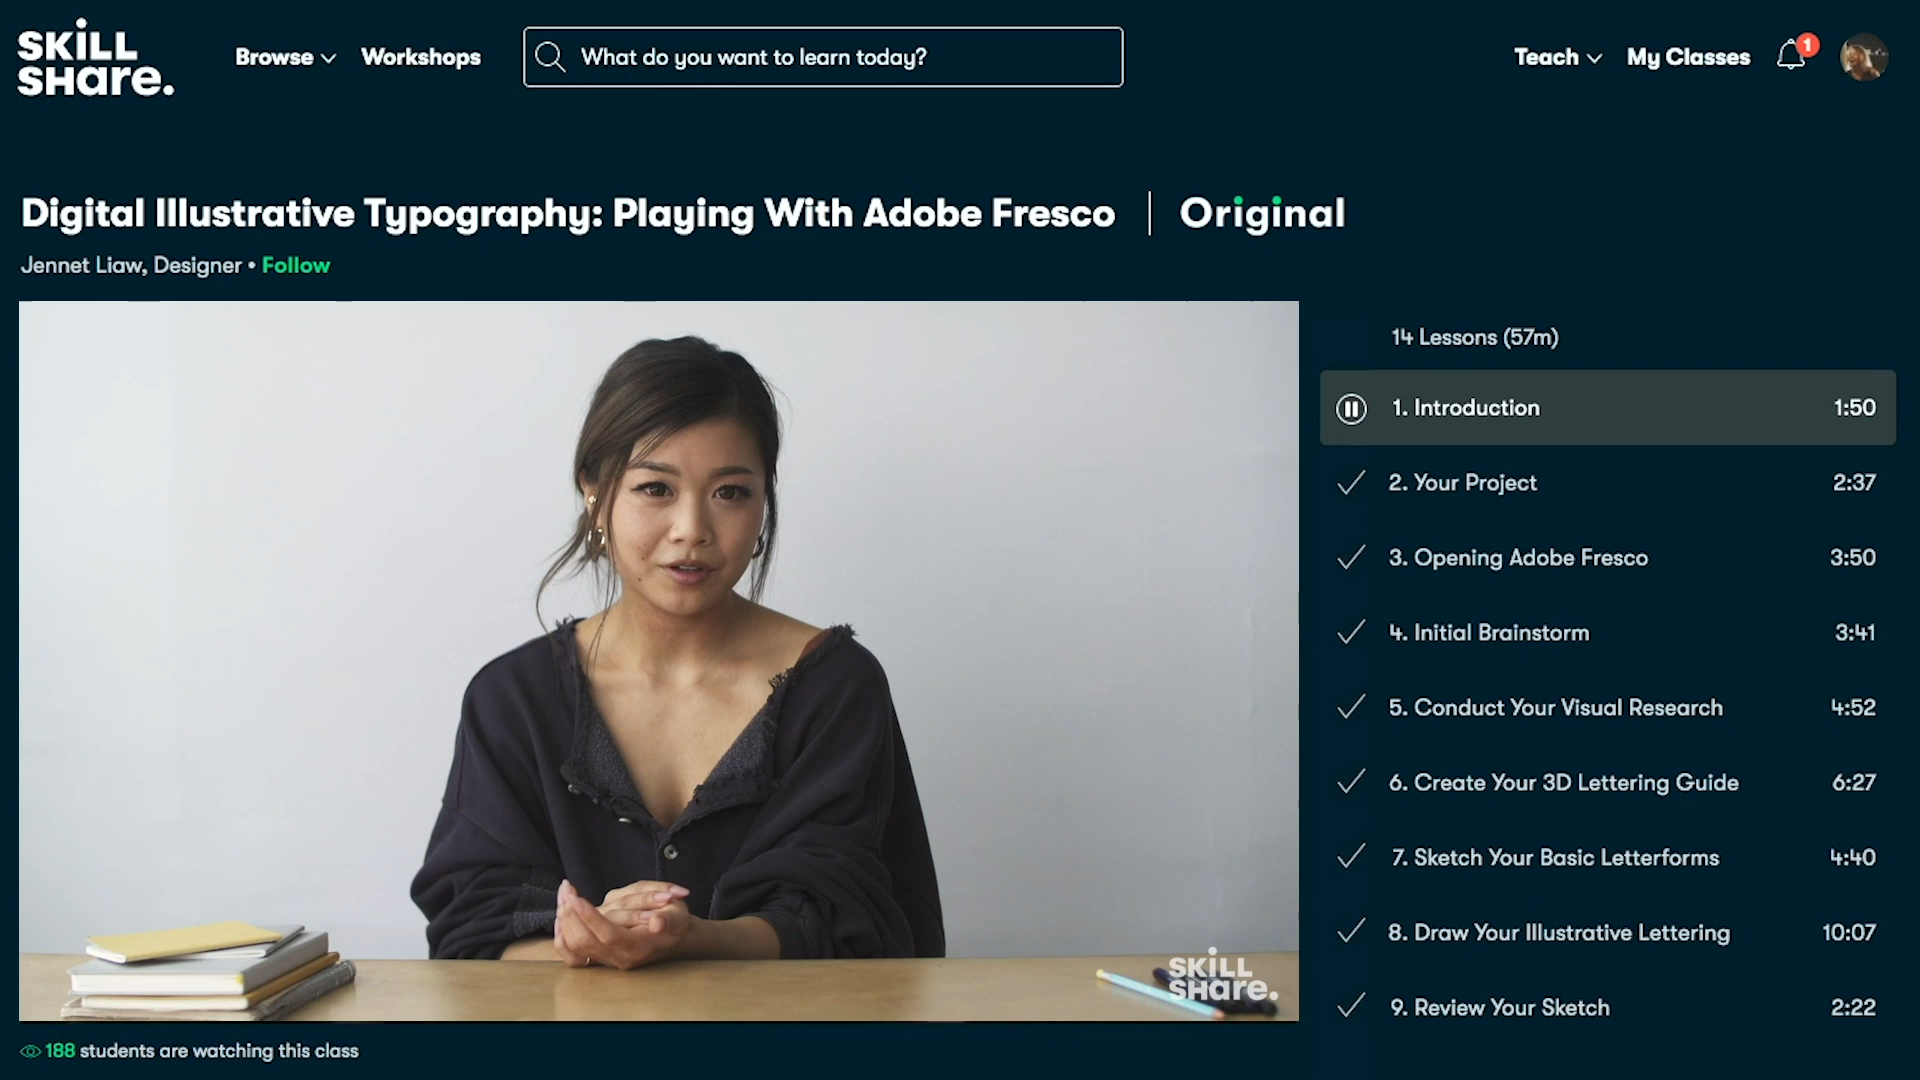 SKiLL
SHare.
Browse
Workshops
What do you want to learn today?
Teach
My Classes
1
Digital Illustrative Typography: Playing With Adobe Fresco | Original
Jennet Liaw, Designer • Follow
14 Lessons (57m)
1. Introduction 1:50
2. Your Project 2:37
3. Opening Adobe Fresco 3:50
4. Initial Brainstorm 3:41
5. Conduct Your Visual Research 4:52
6. Create Your 3D Lettering Guide 6:27
7. Sketch Your Basic Letterforms 4:40
8. Draw Your Illustrative Lettering 10:07
9. Review Your Sketch 2:22
SKiLL
SHare.
188 students are watching this class